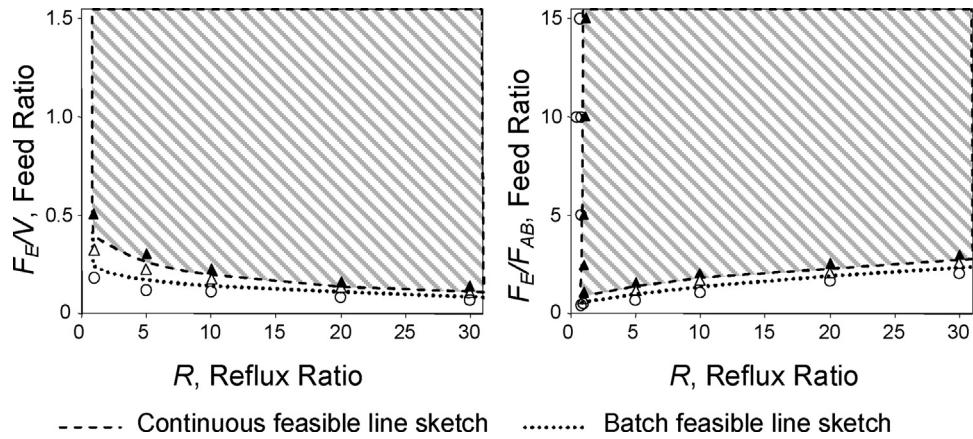 1.5
1.0
0.5
0
F_E/V, Feed Ratio
0 5 10 15 20 25 30
R, Reflux Ratio
15
10
5
0
F_E/F_AB, Feed Ratio
0 5 10 15 20 25 30
R, Reflux Ratio
Continuous feasible line sketch
Batch feasible line sketch